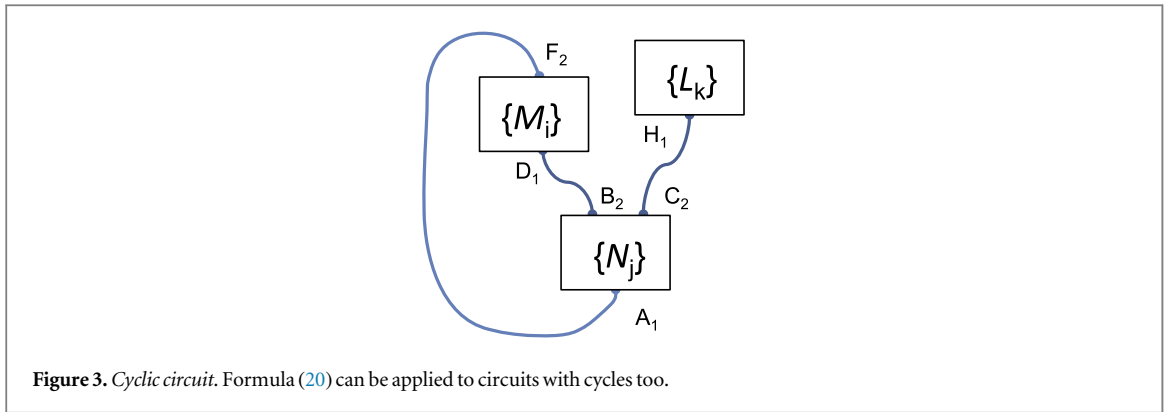 F₂
{Mᵢ}
{Lₖ}
H₁
D₁
B₂
C₂
{Nⱼ}
A₁
Figure 3. Cyclic circuit. Formula (20) can be applied to circuits with cycles too.